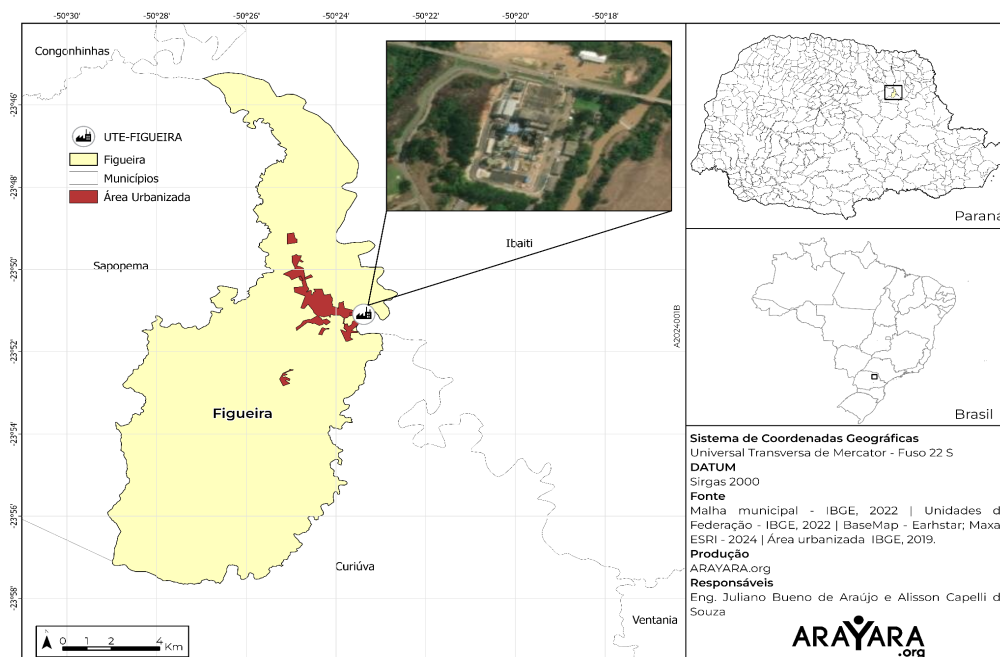 -50°30'
-50°28'
-50°26'
-50°24'
-50°22'
-50°20'
-50°18'
-23°46'
-23°48'
-23°50'
-23°52'
-23°54'
-23°56'
-23°58'
Congonhinhas
UTE-FIGUEIRA
Figueira
Municípios
Área Urbanizada
Sapopema
Ibaiti
Figueira
Curiúva
Ventania
0 1 2 4 Km
A2024001B
Paraná
Brasil
Sistema de Coordenadas Geográficas
Universal Transversa de Mercator - Fuso 22 S
DATUM
Sirgas 2000
Fonte
Malha municipal - IBGE, 2022 | Unidades d
Federação - IBGE, 2022 | BaseMap - Earhstar; Maxa
ESRI - 2024 | Área urbanizada IBGE, 2019.
Produção
ARAYARA.org
Responsáveis
Eng. Juliano Bueno de Araújo e Alisson Capelli d
Souza
ARAYARA
.org